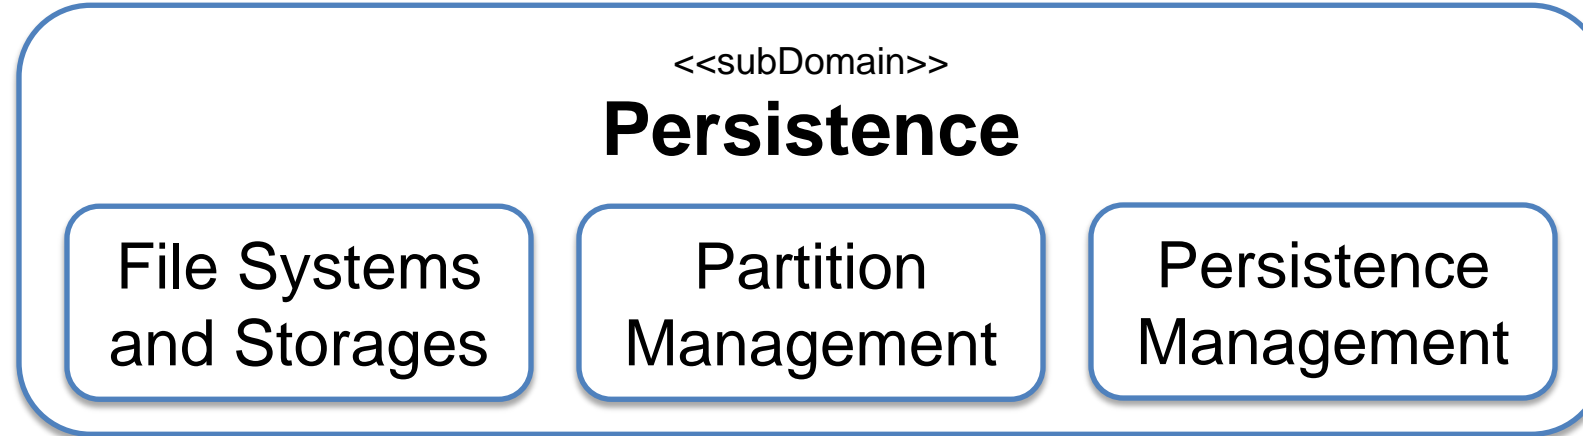 <<subDomain>>
Persistence
File Systems
and Storages
Partition
Management
Persistence
Management